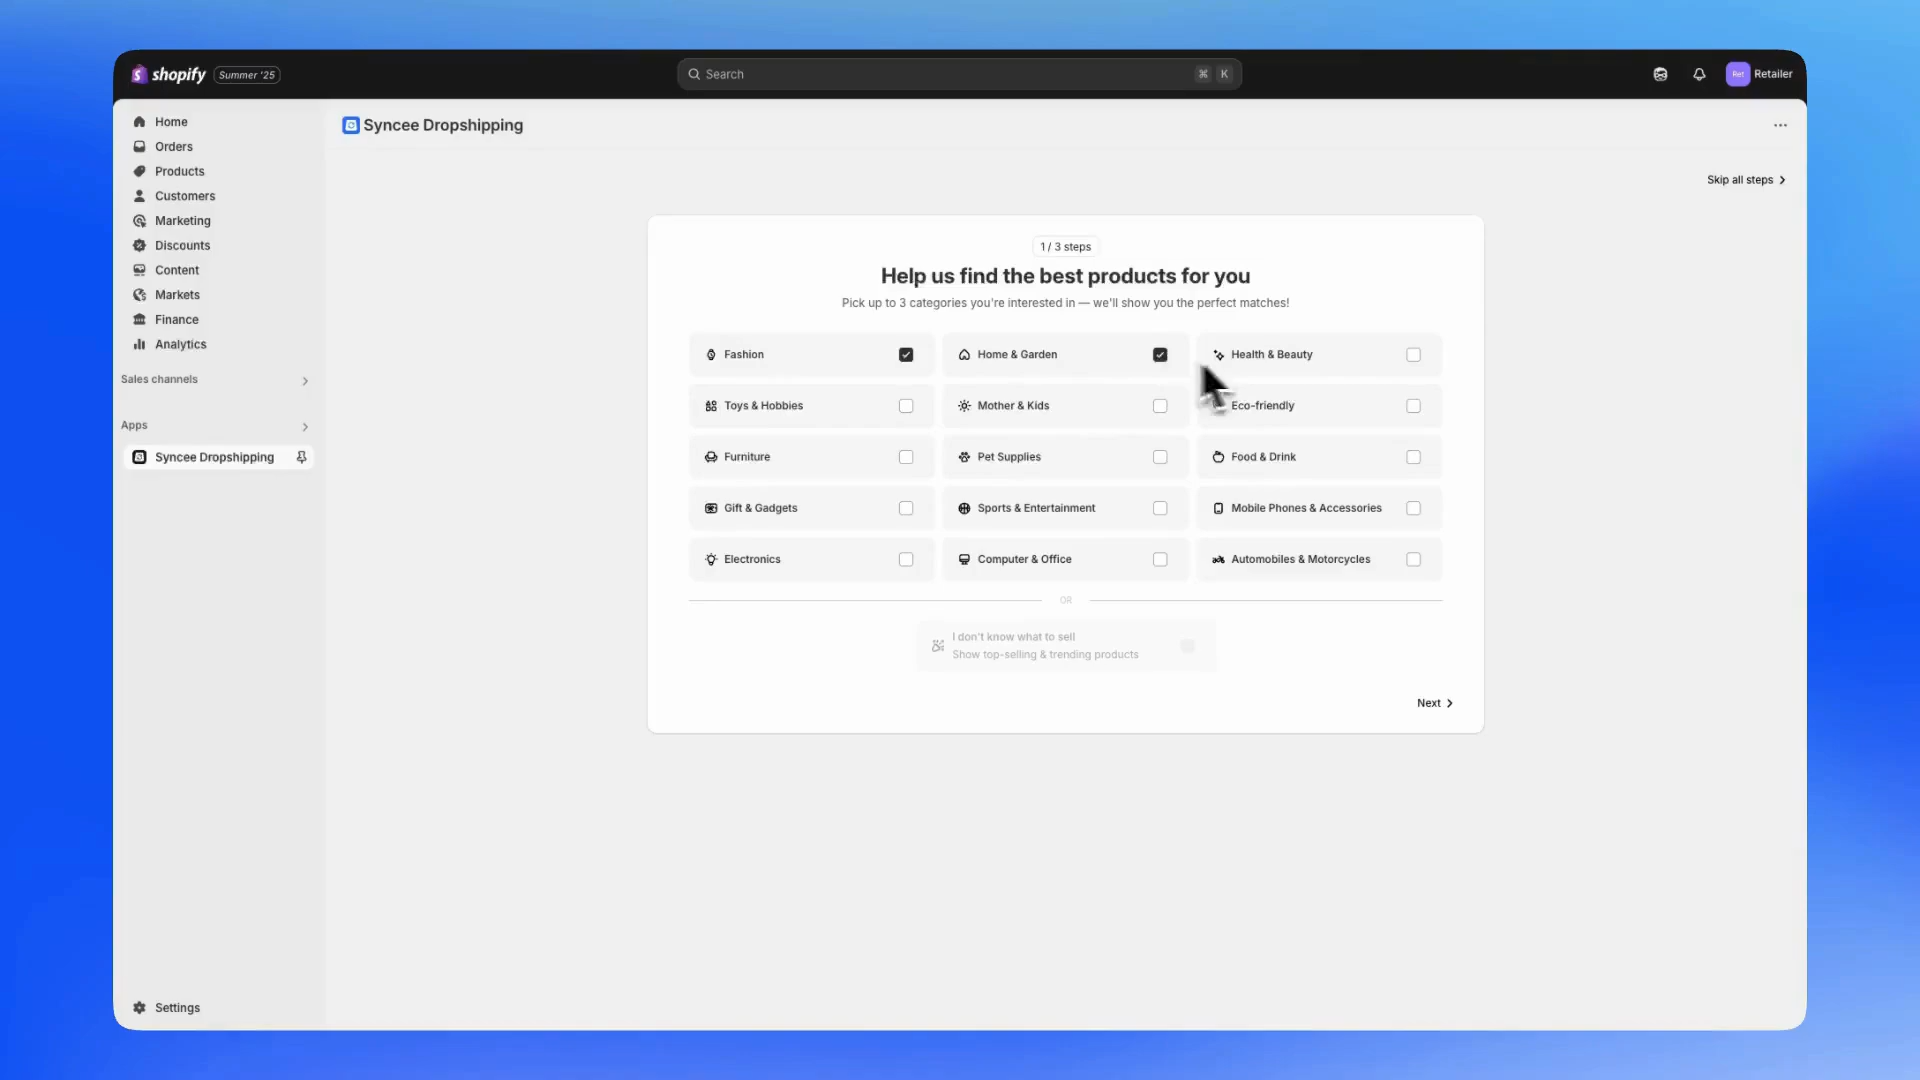 shopify Summer '25
Search ⌘ K
Ret Retailer
Home
Orders
Products
Customers
Marketing
Discounts
Content
Markets
Finance
Analytics
Sales channels
Apps
Syncee Dropshipping
Settings
Syncee Dropshipping
Skip all steps
1 / 3 steps
Help us find the best products for you
Pick up to 3 categories you're interested in — we'll show you the perfect matches!
Fashion
Home & Garden
Health & Beauty
Toys & Hobbies
Mother & Kids
Eco-friendly
Furniture
Pet Supplies
Food & Drink
Gift & Gadgets
Sports & Entertainment
Mobile Phones & Accessories
Electronics
Computer & Office
Automobiles & Motorcycles
OR
I don't know what to sell
Show top-selling & trending products
Next